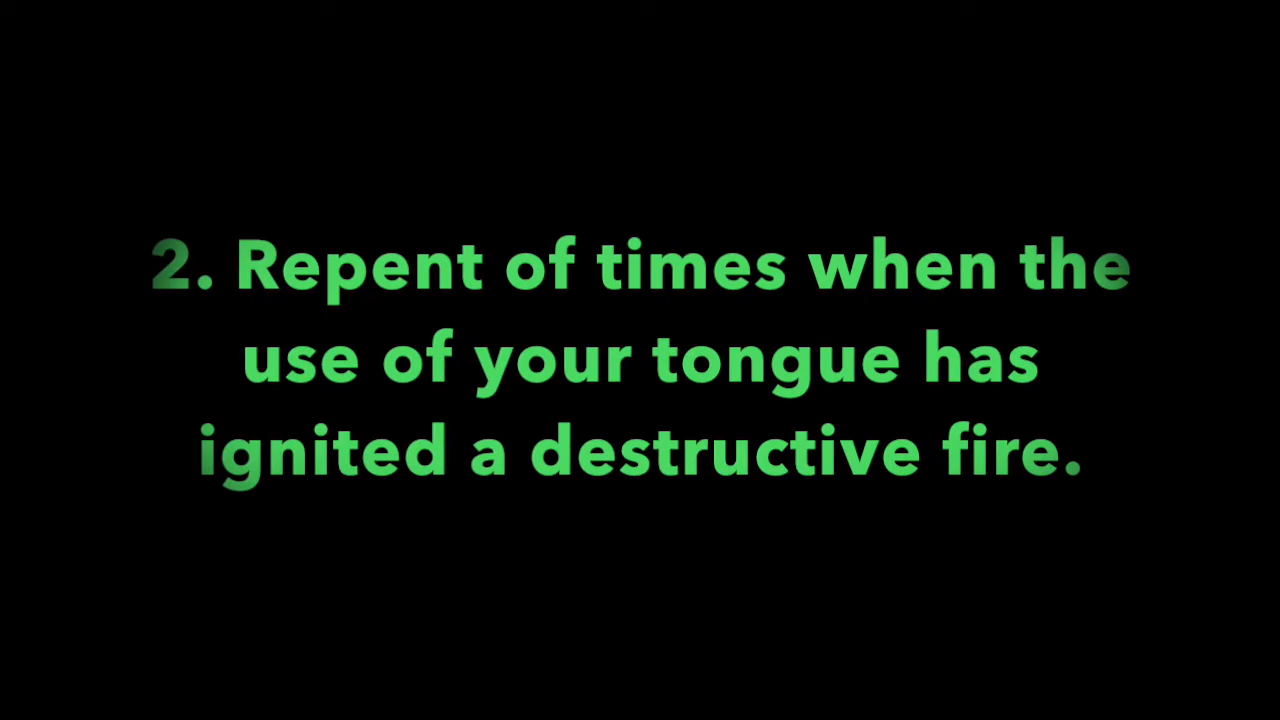 2. Repent of times when the
use of your tongue has
ignited a destructive fire.